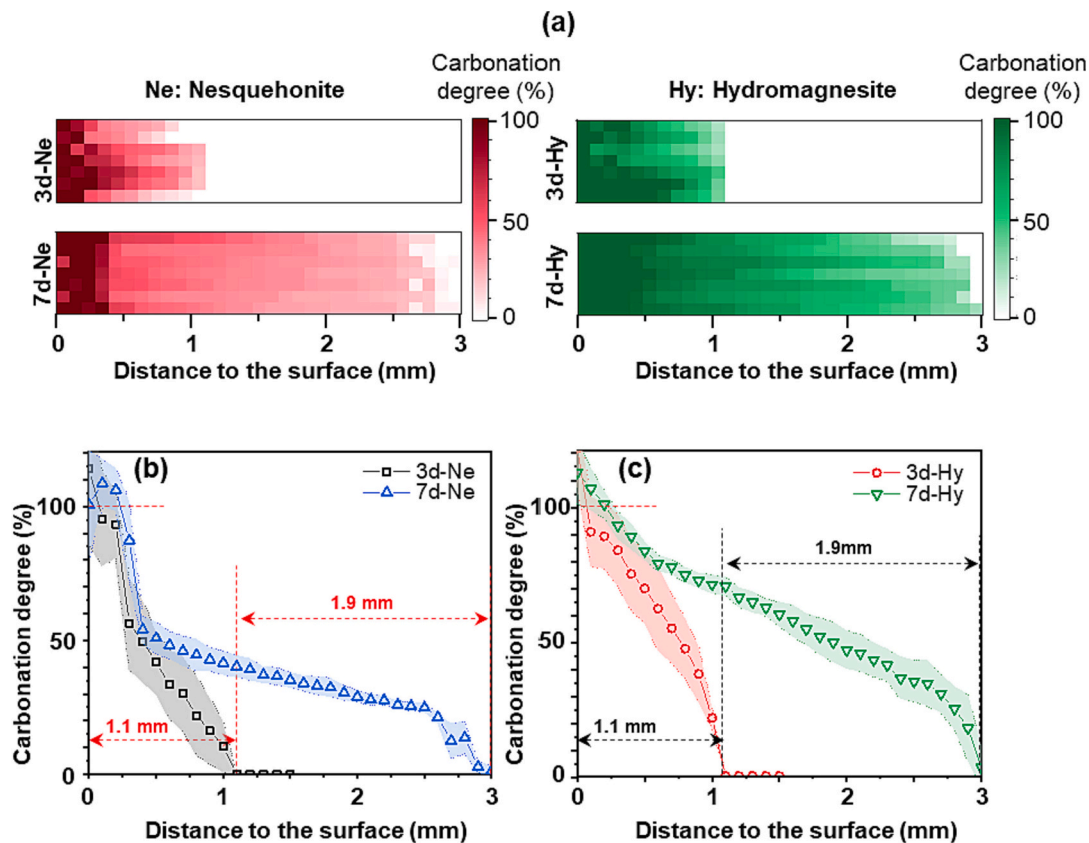 (a)
Ne: Nesquehonite
Carbonation
degree (%)
Hy: Hydromagnesite
Carbonation
degree (%)
3d-Ne
7d-Ne
100
50
0
3d-Hy
7d-Hy
100
50
0
0 1 2 3
Distance to the surface (mm)
0 1 2 3
Distance to the surface (mm)
(b)
3d-Ne
7d-Ne
Carbonation degree (%)
100
50
0
1.9 mm
1.1 mm
0 1 2 3
Distance to the surface (mm)
(c)
3d-Hy
7d-Hy
Carbonation degree (%)
100
50
0
1.9mm
1.1 mm
0 1 2 3
Distance to the surface (mm)